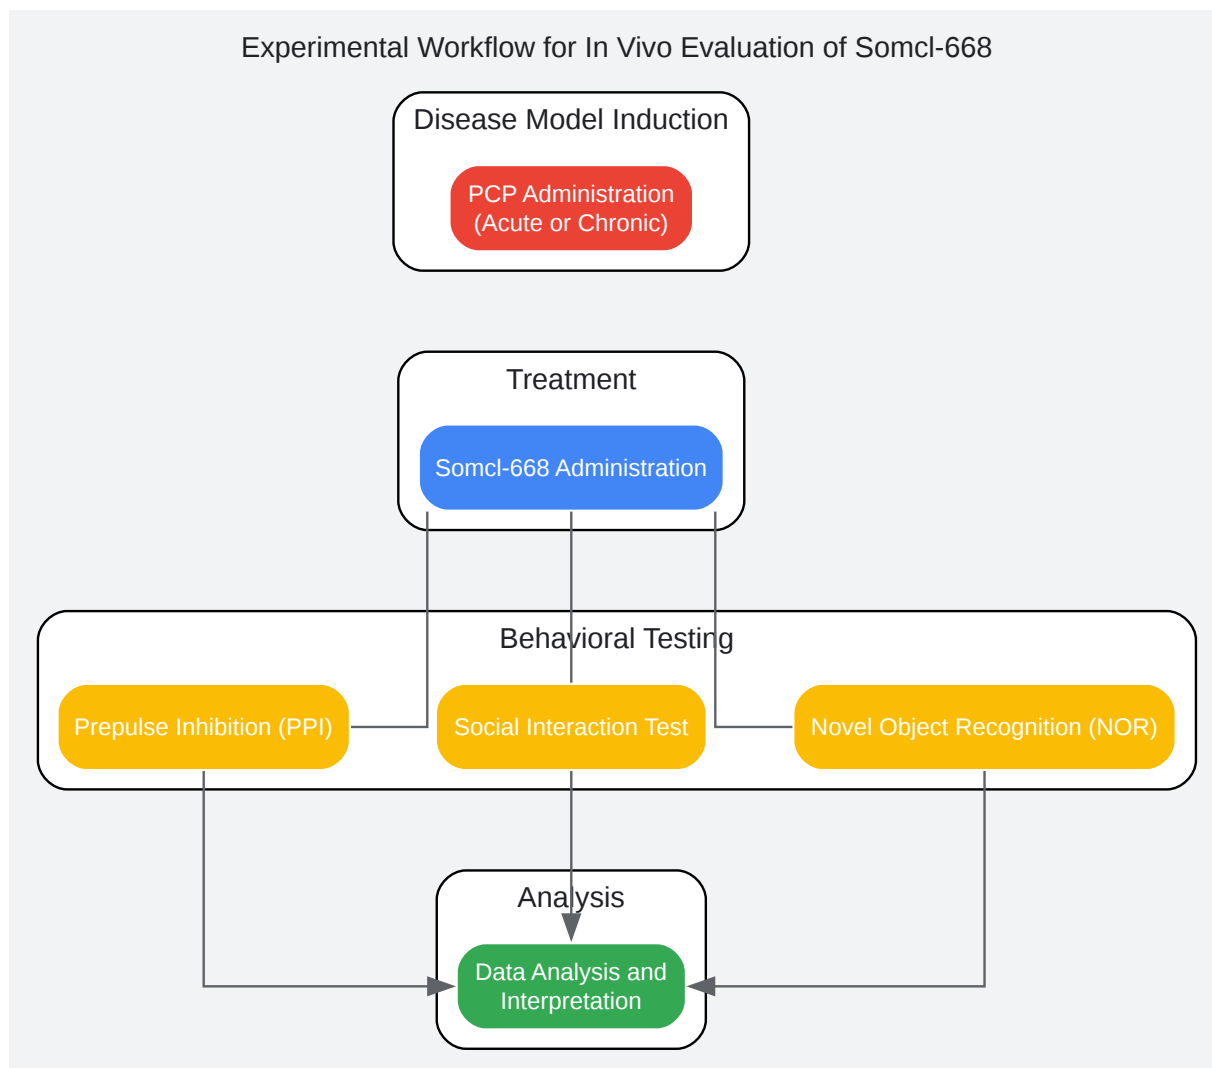 Experimental Workflow for In Vivo Evaluation of Somcl-668
Disease Model Induction
PCP Administration
(Acute or Chronic)
Treatment
Somcl-668 Administration
Behavioral Testing
Prepulse Inhibition (PPI)
Social Interaction Test
Novel Object Recognition (NOR)
Analysis
Data Analysis and
Interpretation